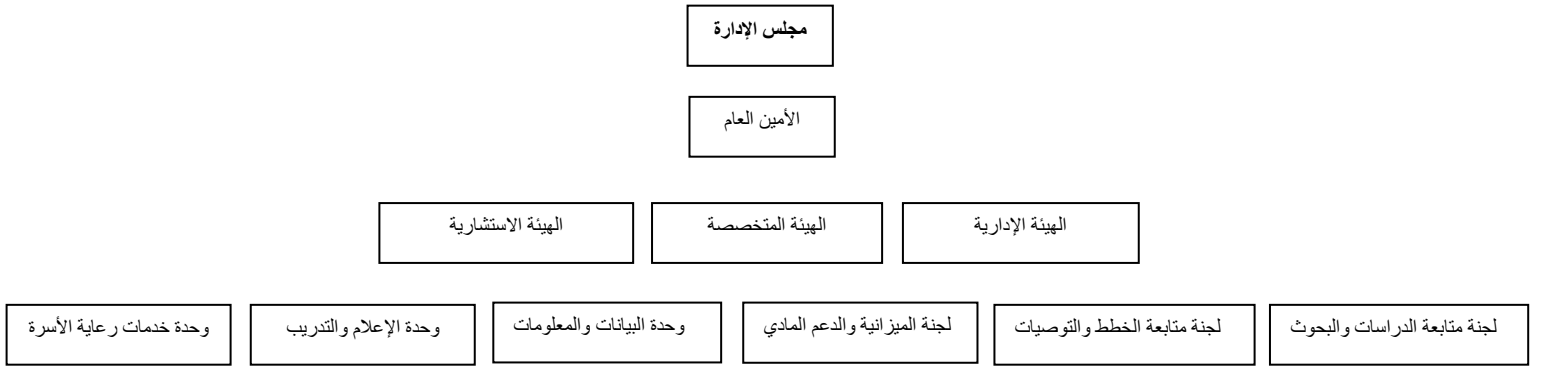 مجلس الإدارة
الأمين العام
الهيئة الإدارية
الهيئة المتخصصة
الهيئة الاستشارية
لجنة متابعة الدراسات والبحوث
لجنة متابعة الخطط والتوصيات
لجنة الميزانية والدعم المادي
وحدة البيانات والمعلومات
وحدة الإعلام والتدريب
وحدة خدمات رعاية الأسرة